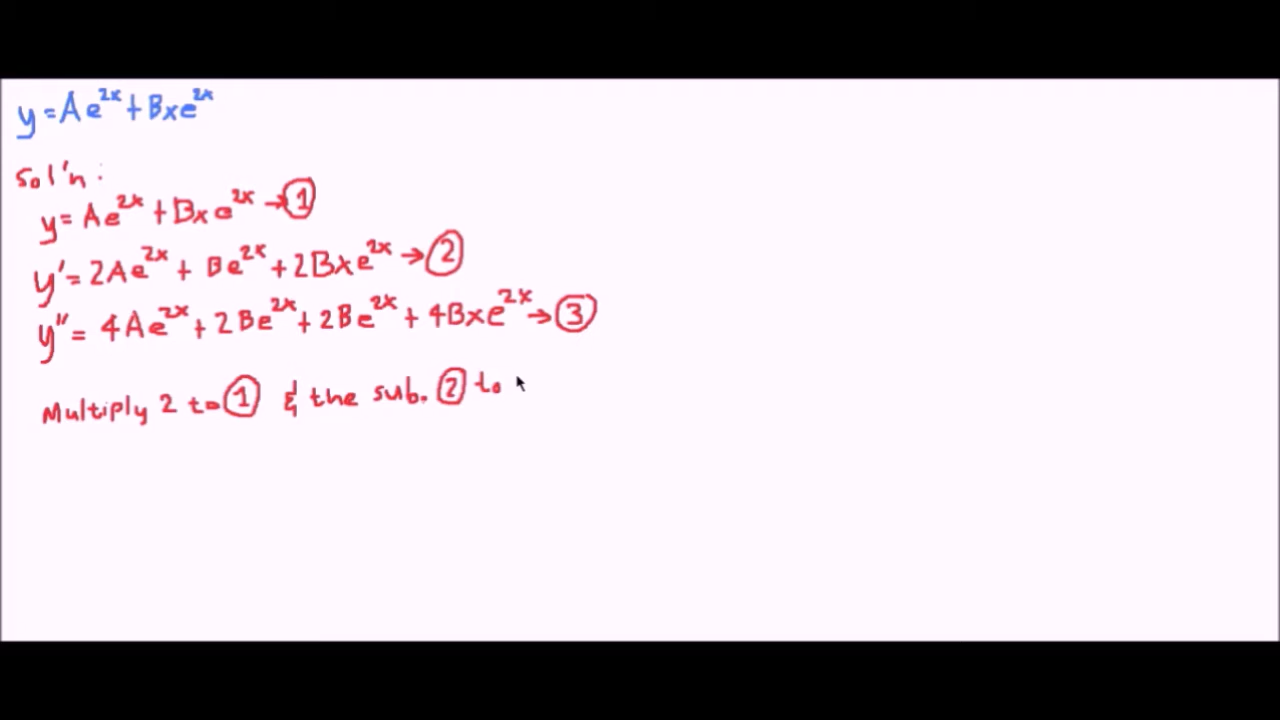 y = Ae^{2x} + Bxe^{2x}
Sol'n :
y = Ae^{2x} + Bxe^{2x} → ①
y' = 2Ae^{2x} + Be^{2x} + 2Bxe^{2x} → ②
y'' = 4Ae^{2x} + 2Be^{2x} + 2Be^{2x} + 4Bxe^{2x} → ③
Multiply 2 to ① & the sub. ② to